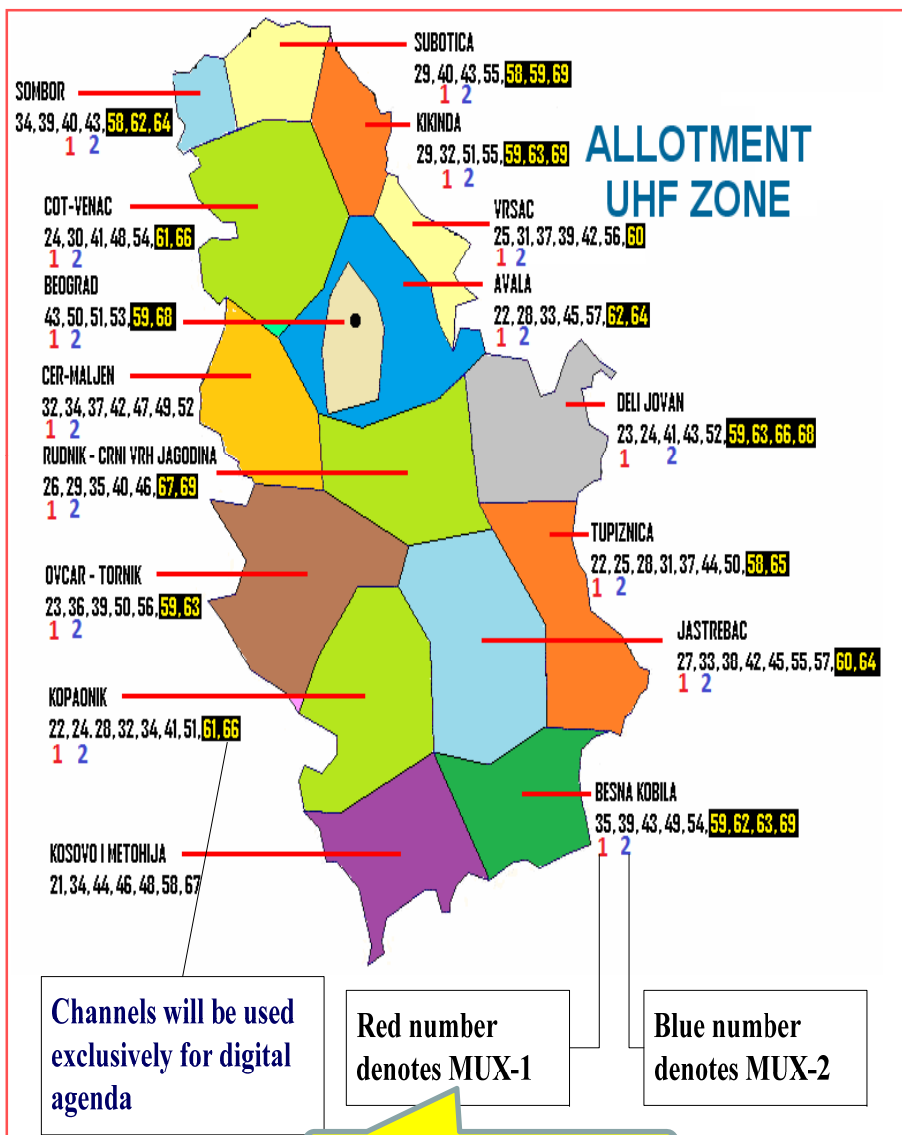 SUBOTICA
29, 40, 43, 55, 58, 59, 69
1 2
SOMBOR
34, 39, 40, 43, 58, 62, 64
1 2
KIKINDA
29, 32, 51, 55, 59, 63, 69
1 2
ALLOTMENT
UHF ZONE
COT-VENAC
24, 30, 41, 48, 54, 61, 66
1 2
VRSAC
25, 31, 37, 39, 42, 56, 60
1 2
BEOGRAD
43, 50, 51, 53, 59, 68
1 2
AVALA
22, 28, 33, 45, 57, 62, 64
1 2
CER-MALJEN
32, 34, 37, 42, 47, 49, 52
1 2
DELI JOVAN
23, 24, 41, 43, 52, 59, 63, 66, 68
1 2
RUDNIK - CRNI VRH JAGODINA
26, 29, 35, 40, 46, 67, 69
1 2
TUPIZNICA
22, 25, 28, 31, 37, 44, 50, 58, 65
1 2
OVCAR - TORNIK
23, 36, 39, 50, 56, 59, 63
1 2
JASTREBAC
27, 33, 38, 42, 45, 55, 57, 60, 64
1 2
KOPAONIK
22, 24. 28, 32, 34, 41, 51, 61, 66
1 2
BESNA KOBILA
35, 39, 43, 49, 54, 59, 62, 63, 69
1 2
KOSOVO I METOHIJA
21, 34, 44, 46, 48, 58, 67
Channels will be used
exclusively for digital
agenda
Red number
denotes MUX-1
Blue number
denotes MUX-2